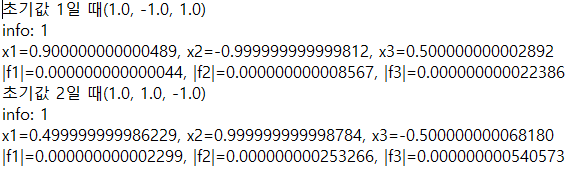 초기값 1일 때(1.0, -1.0, 1.0)
info: 1
x1=0.900000000000489, x2=-0.999999999999812, x3=0.500000000002892
|f1|=0.000000000000044, |f2|=0.000000000008567, |f3|=0.000000000022386
초기값 2일 때(1.0, 1.0, -1.0)
info: 1
x1=0.499999999986229, x2=0.999999999998784, x3=-0.500000000068180
|f1|=0.000000000002299, |f2|=0.000000000253266, |f3|=0.000000000540573